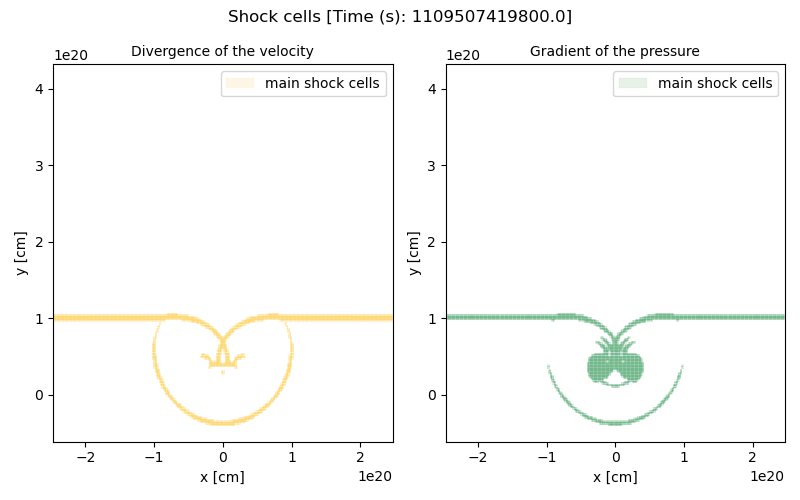 Shock cells [Time (s): 1109507419800.0]
Divergence of the velocity
1e20
main shock cells
4
3
2
1
0
y [cm]
−2
−1
0
1
2
x [cm]
1e20
Gradient of the pressure
1e20
main shock cells
4
3
2
1
0
y [cm]
−2
−1
0
1
2
x [cm]
1e20